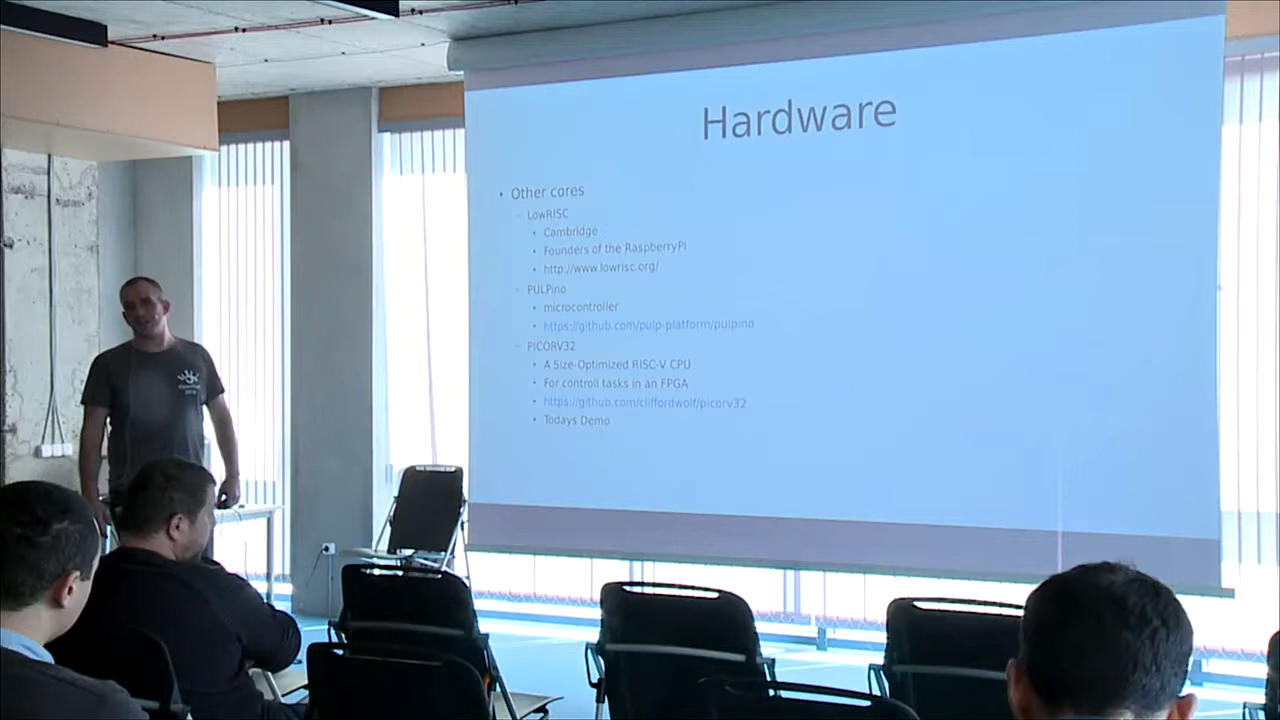 Hardware
• Other cores
– LowRISC
• Cambridge
• Founders of the RaspberryPi
• http://www.lowrisc.org/
– PULPino
• microcontroller
• https://github.com/pulp-platform/pulpino
– PICORV32
• A Size-Optimized RISC-V CPU
• For controll tasks in an FPGA
• https://github.com/cliffordwolf/picorv32
• Todays Demo